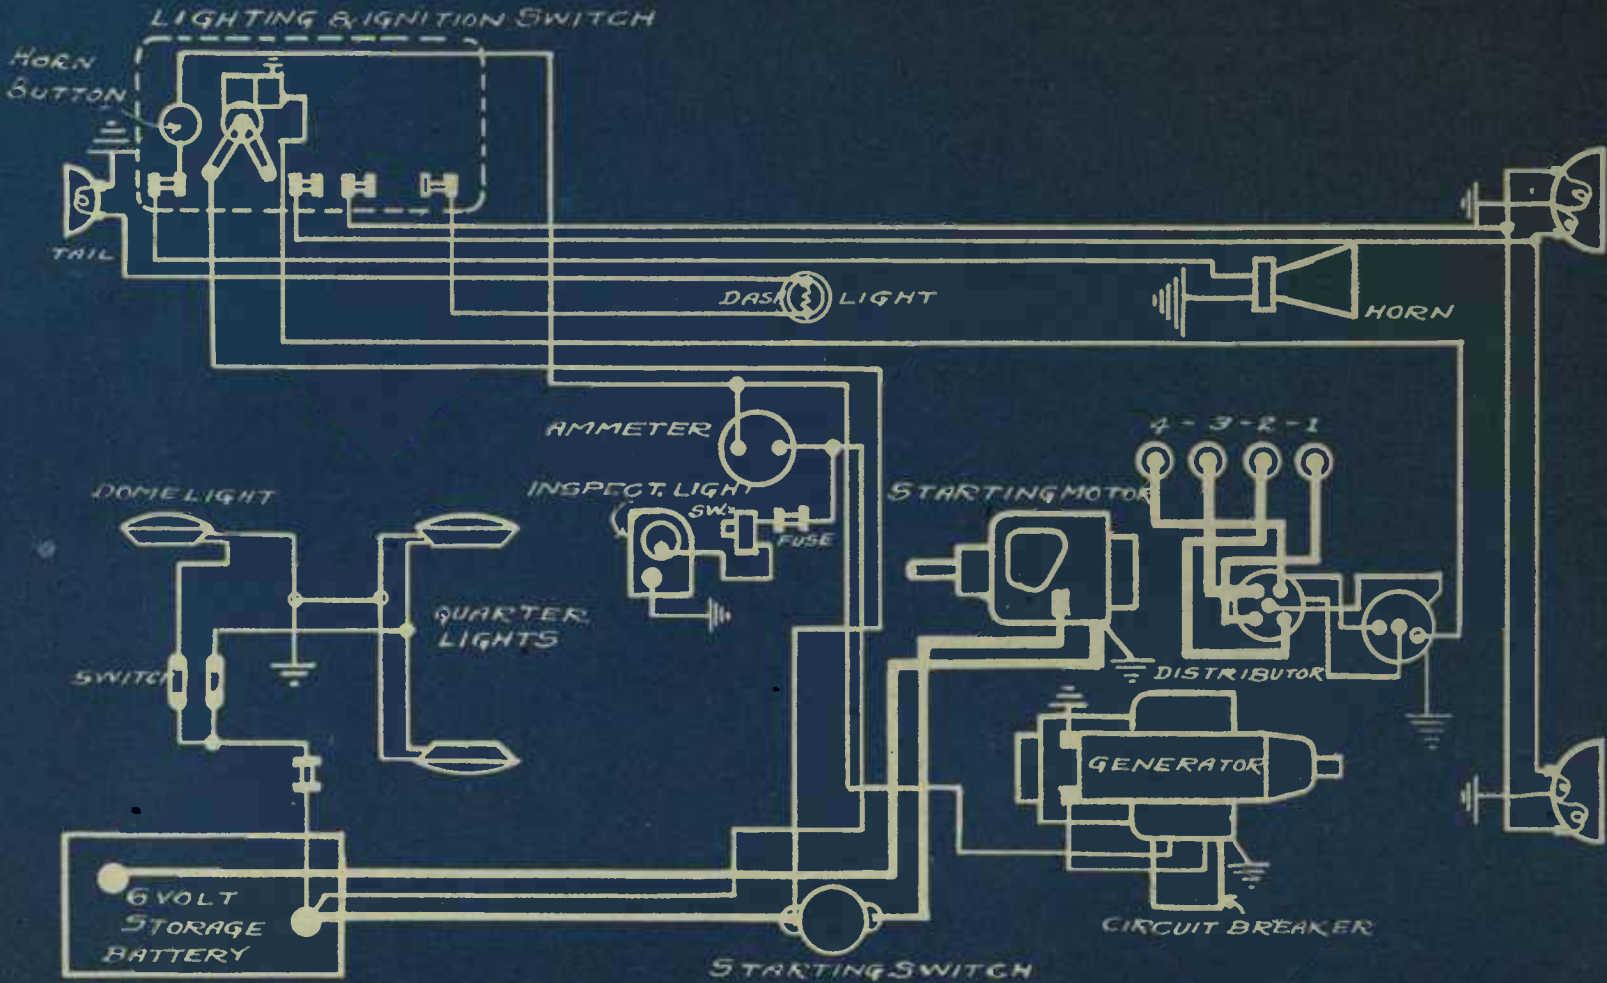 LIGHTING & IGNITION SWITCH
HORN
BUTTON
TAIL
DASH LIGHT
HORN
AMMETER
4 - 3 - 2 - 1
DOME LIGHT
INSPECT. LIGHT
SW.
FUSE
STARTING MOTOR
QUARTER
LIGHTS
SWITCH
DISTRIBUTOR
GENERATOR
6 VOLT
STORAGE
BATTERY
CIRCUIT BREAKER
STARTING SWITCH